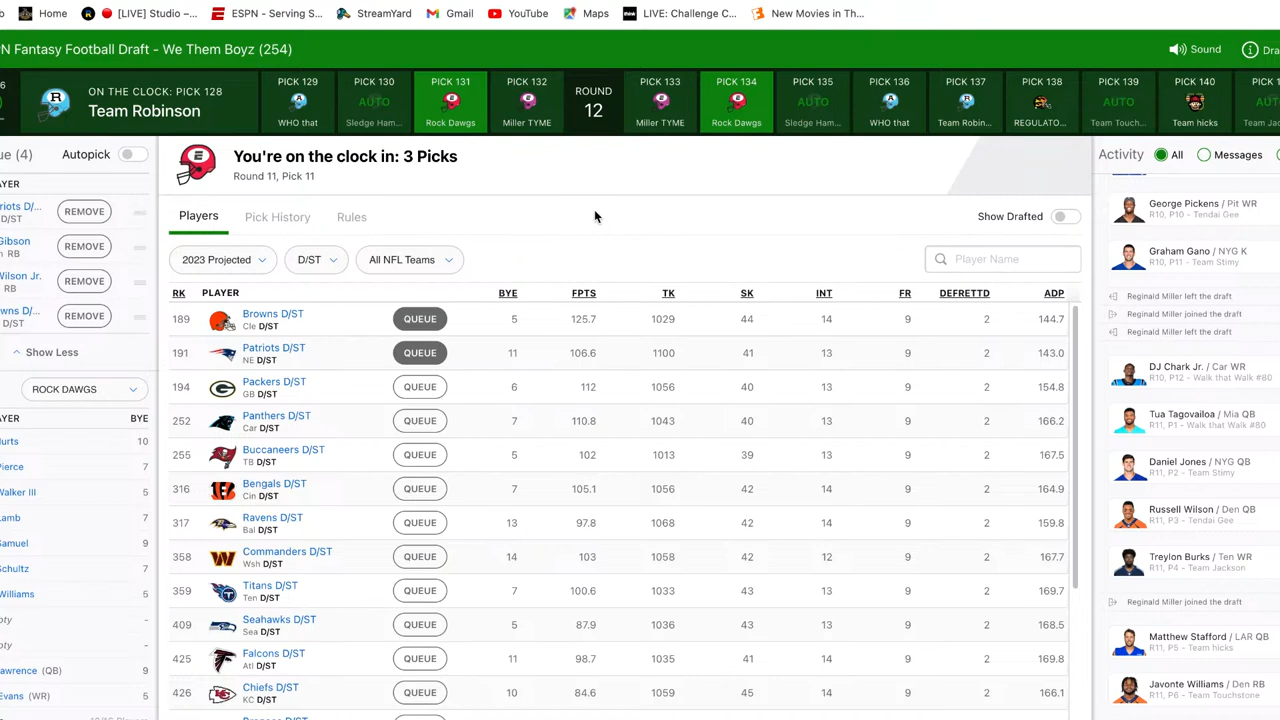 Home
[LIVE] Studio –...
ESPN - Serving S...
StreamYard
Gmail
YouTube
Maps
LIVE: Challenge C...
New Movies in Th...
N Fantasy Football Draft - We Them Boyz (254)
Sound
Dra
6
ON THE CLOCK: PICK 128
Team Robinson
PICK 129
WHO that
PICK 130
AUTO
Sledge Ham...
PICK 131
Rock Dawgs
PICK 132
Miller TYME
ROUND
12
PICK 133
Miller TYME
PICK 134
Rock Dawgs
PICK 135
AUTO
Sledge Ham...
PICK 136
WHO that
PICK 137
Team Robin...
PICK 138
REGULATO...
PICK 139
AUTO
Team Touch...
PICK 140
Team hicks
PICK 1
AUT
Team Ja
ue (4)
Autopick
AYER
riots D/...
D/ST
REMOVE
Gibson
RB
REMOVE
Wilson Jr.
RB
REMOVE
wns D/...
D/ST
REMOVE
Show Less
ROCK DAWGS
AYER BYE
Hurts 10
Pierce 7
Walker III 5
Lamb 7
Samuel 9
Schultz 7
Williams 5
pty -
pty -
awrence (QB) 9
Evans (WR) 5
You're on the clock in: 3 Picks
Round 11, Pick 11
Players
Pick History
Rules
Show Drafted
2023 Projected
D/ST
All NFL Teams
Player Name
RK PLAYER BYE FPTS TK SK INT FR DEFRETTD ADP
189 Browns D/ST Cle D/ST QUEUE 5 125.7 1029 44 14 9 2 144.7
191 Patriots D/ST NE D/ST QUEUE 11 106.6 1100 41 13 9 2 143.0
194 Packers D/ST GB D/ST QUEUE 6 112 1056 40 13 9 2 154.8
252 Panthers D/ST Car D/ST QUEUE 7 110.8 1043 40 13 9 2 166.2
255 Buccaneers D/ST TB D/ST QUEUE 5 102 1013 39 13 9 2 167.5
316 Bengals D/ST Cin D/ST QUEUE 7 105.1 1056 42 14 9 2 164.9
317 Ravens D/ST Bal D/ST QUEUE 13 97.8 1068 42 14 9 2 159.8
358 Commanders D/ST Wsh D/ST QUEUE 14 103 1058 42 12 9 2 167.7
359 Titans D/ST Ten D/ST QUEUE 7 100.6 1033 43 13 9 2 169.7
409 Seahawks D/ST Sea D/ST QUEUE 5 87.9 1036 43 13 9 2 168.5
425 Falcons D/ST Atl D/ST QUEUE 11 98.7 1035 41 14 9 2 169.8
426 Chiefs D/ST KC D/ST QUEUE 10 84.6 1059 45 14 9 2 166.1
Activity
All
Messages
George Pickens / Pit WR
R10, P10 - Tendai Gee
Graham Gano / NYG K
R10, P11 - Team Stimy
Reginald Miller left the draft
Reginald Miller joined the draft
Reginald Miller left the draft
DJ Chark Jr. / Car WR
R10, P12 - Walk that Walk #80
Tua Tagovailoa / Mia QB
R11, P1 - Walk that Walk #80
Daniel Jones / NYG QB
R11, P2 - Team Stimy
Russell Wilson / Den QB
R11, P3 - Tendai Gee
Treylon Burks / Ten WR
R11, P4 - Team Jackson
Reginald Miller joined the draft
Matthew Stafford / LAR QB
R11, P5 - Team hicks
Javonte Williams / Den RB
R11, P6 - Team Touchstone